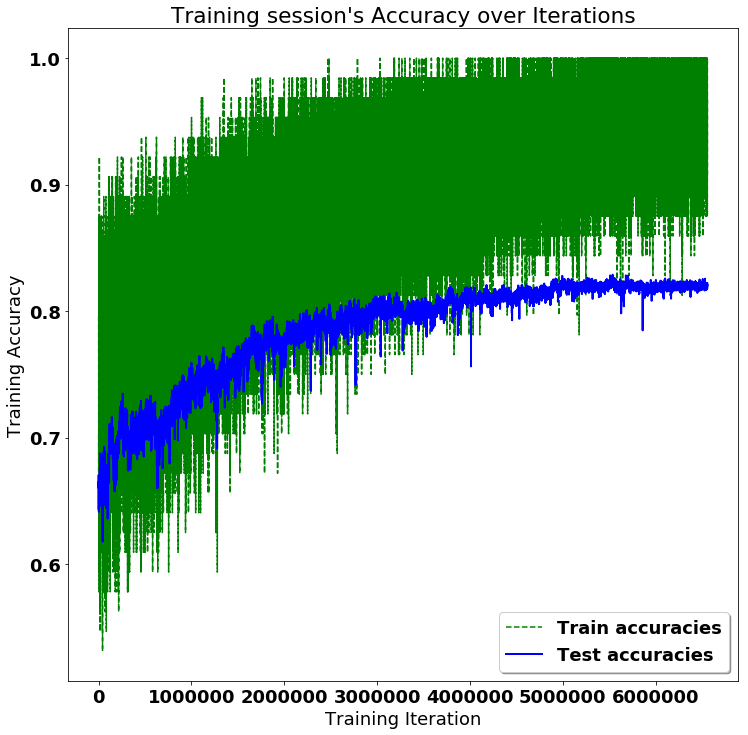 Training session's Accuracy over Iterations
1.0
0.9
0.8
0.7
0.6
Training Accuracy
Train accuracies
Test accuracies
0 1000000 2000000 3000000 4000000 5000000 6000000
Training Iteration